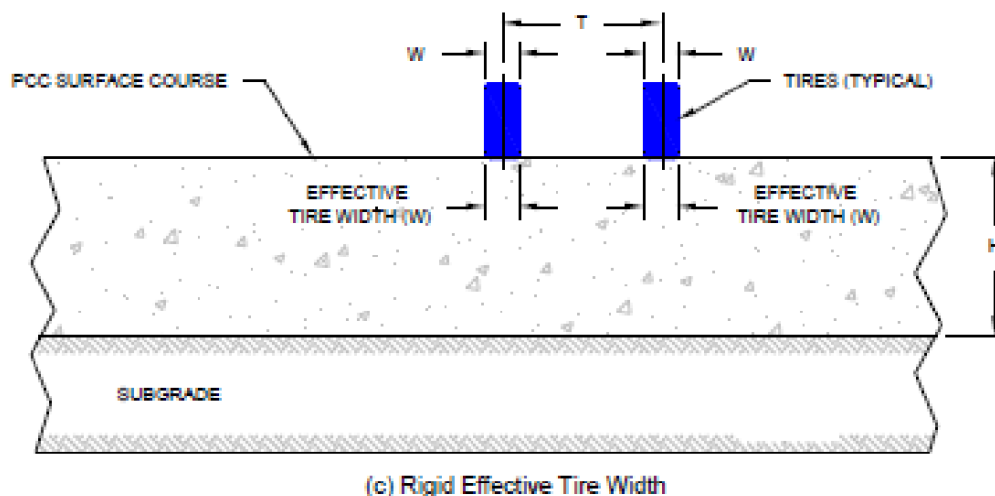 T
W
W
PCC SURFACE COURSE
TIRES (TYPICAL)
EFFECTIVE
TIRE WIDTH (W)
EFFECTIVE
TIRE WIDTH (W)
H
SUBGRADE
(c) Rigid Effective Tire Width